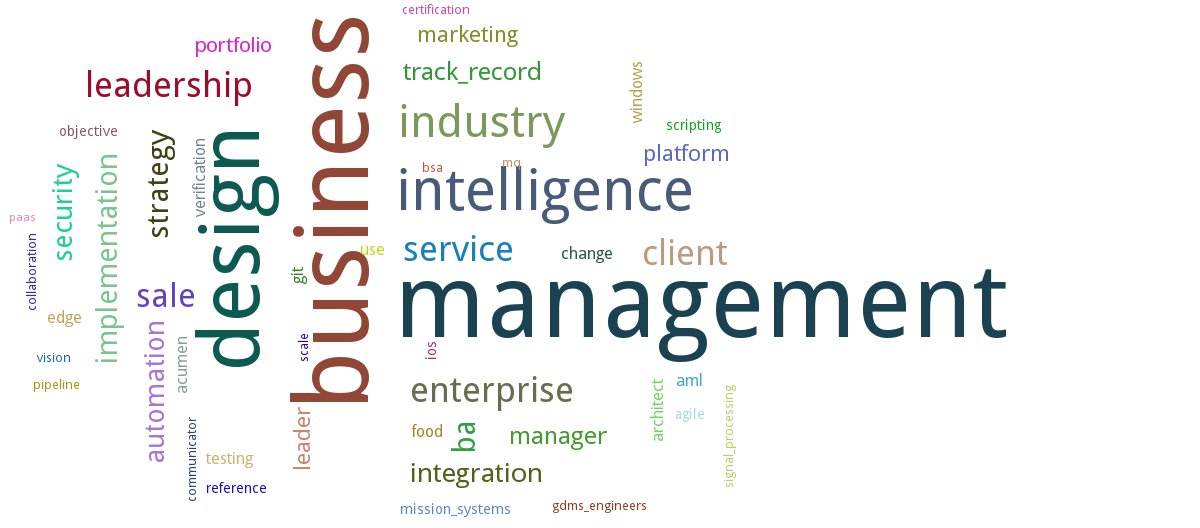 certification
marketing
portfolio
track_record
leadership
business
windows
industry
scripting
objective
design
strategy
verification
platform
implementation
security
bsa
mq
intelligence
paas
collaboration
use
service
change
client
git
sale
management
edge
automation
acumen
scale
ios
vision
pipeline
enterprise
aml
architect
agile
signal_processing
leader
food
ba
manager
communicator
testing
integration
reference
mission_systems
gdms_engineers